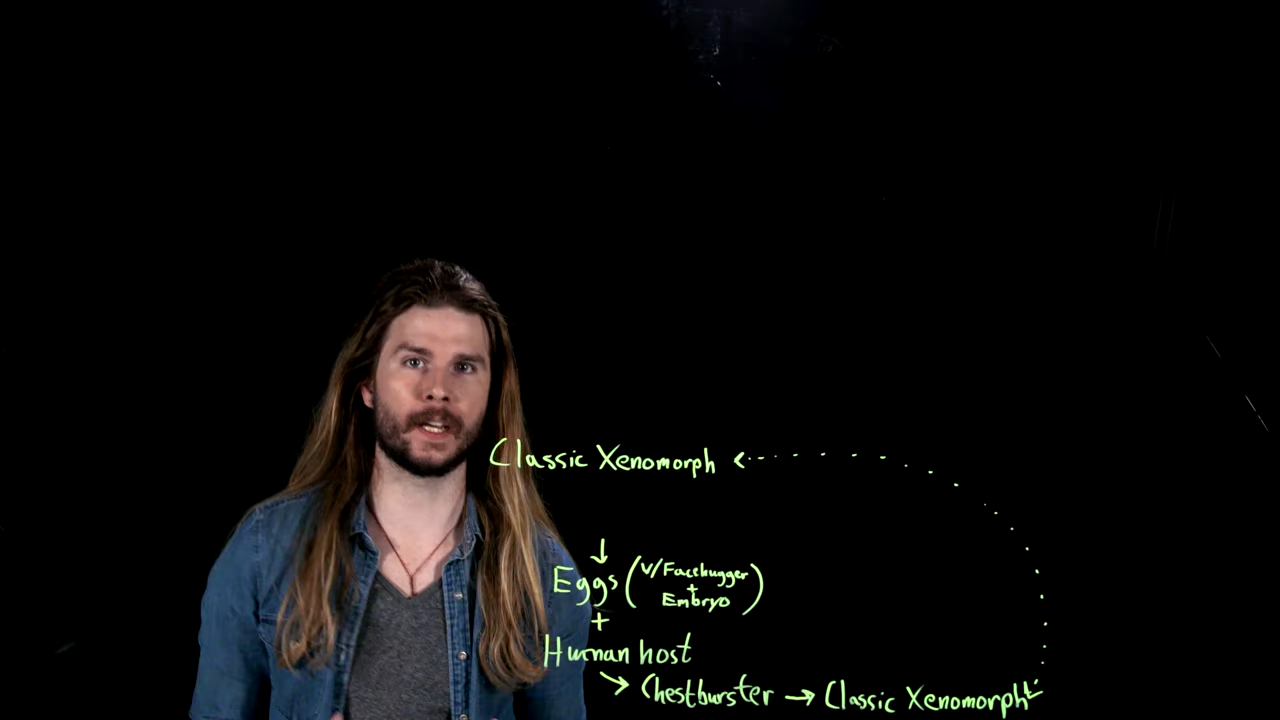 Classic Xenomorph
Eggs (w/Facehugger
+
Embryo)
+
Human host
Chestburster → Classic Xenomorph